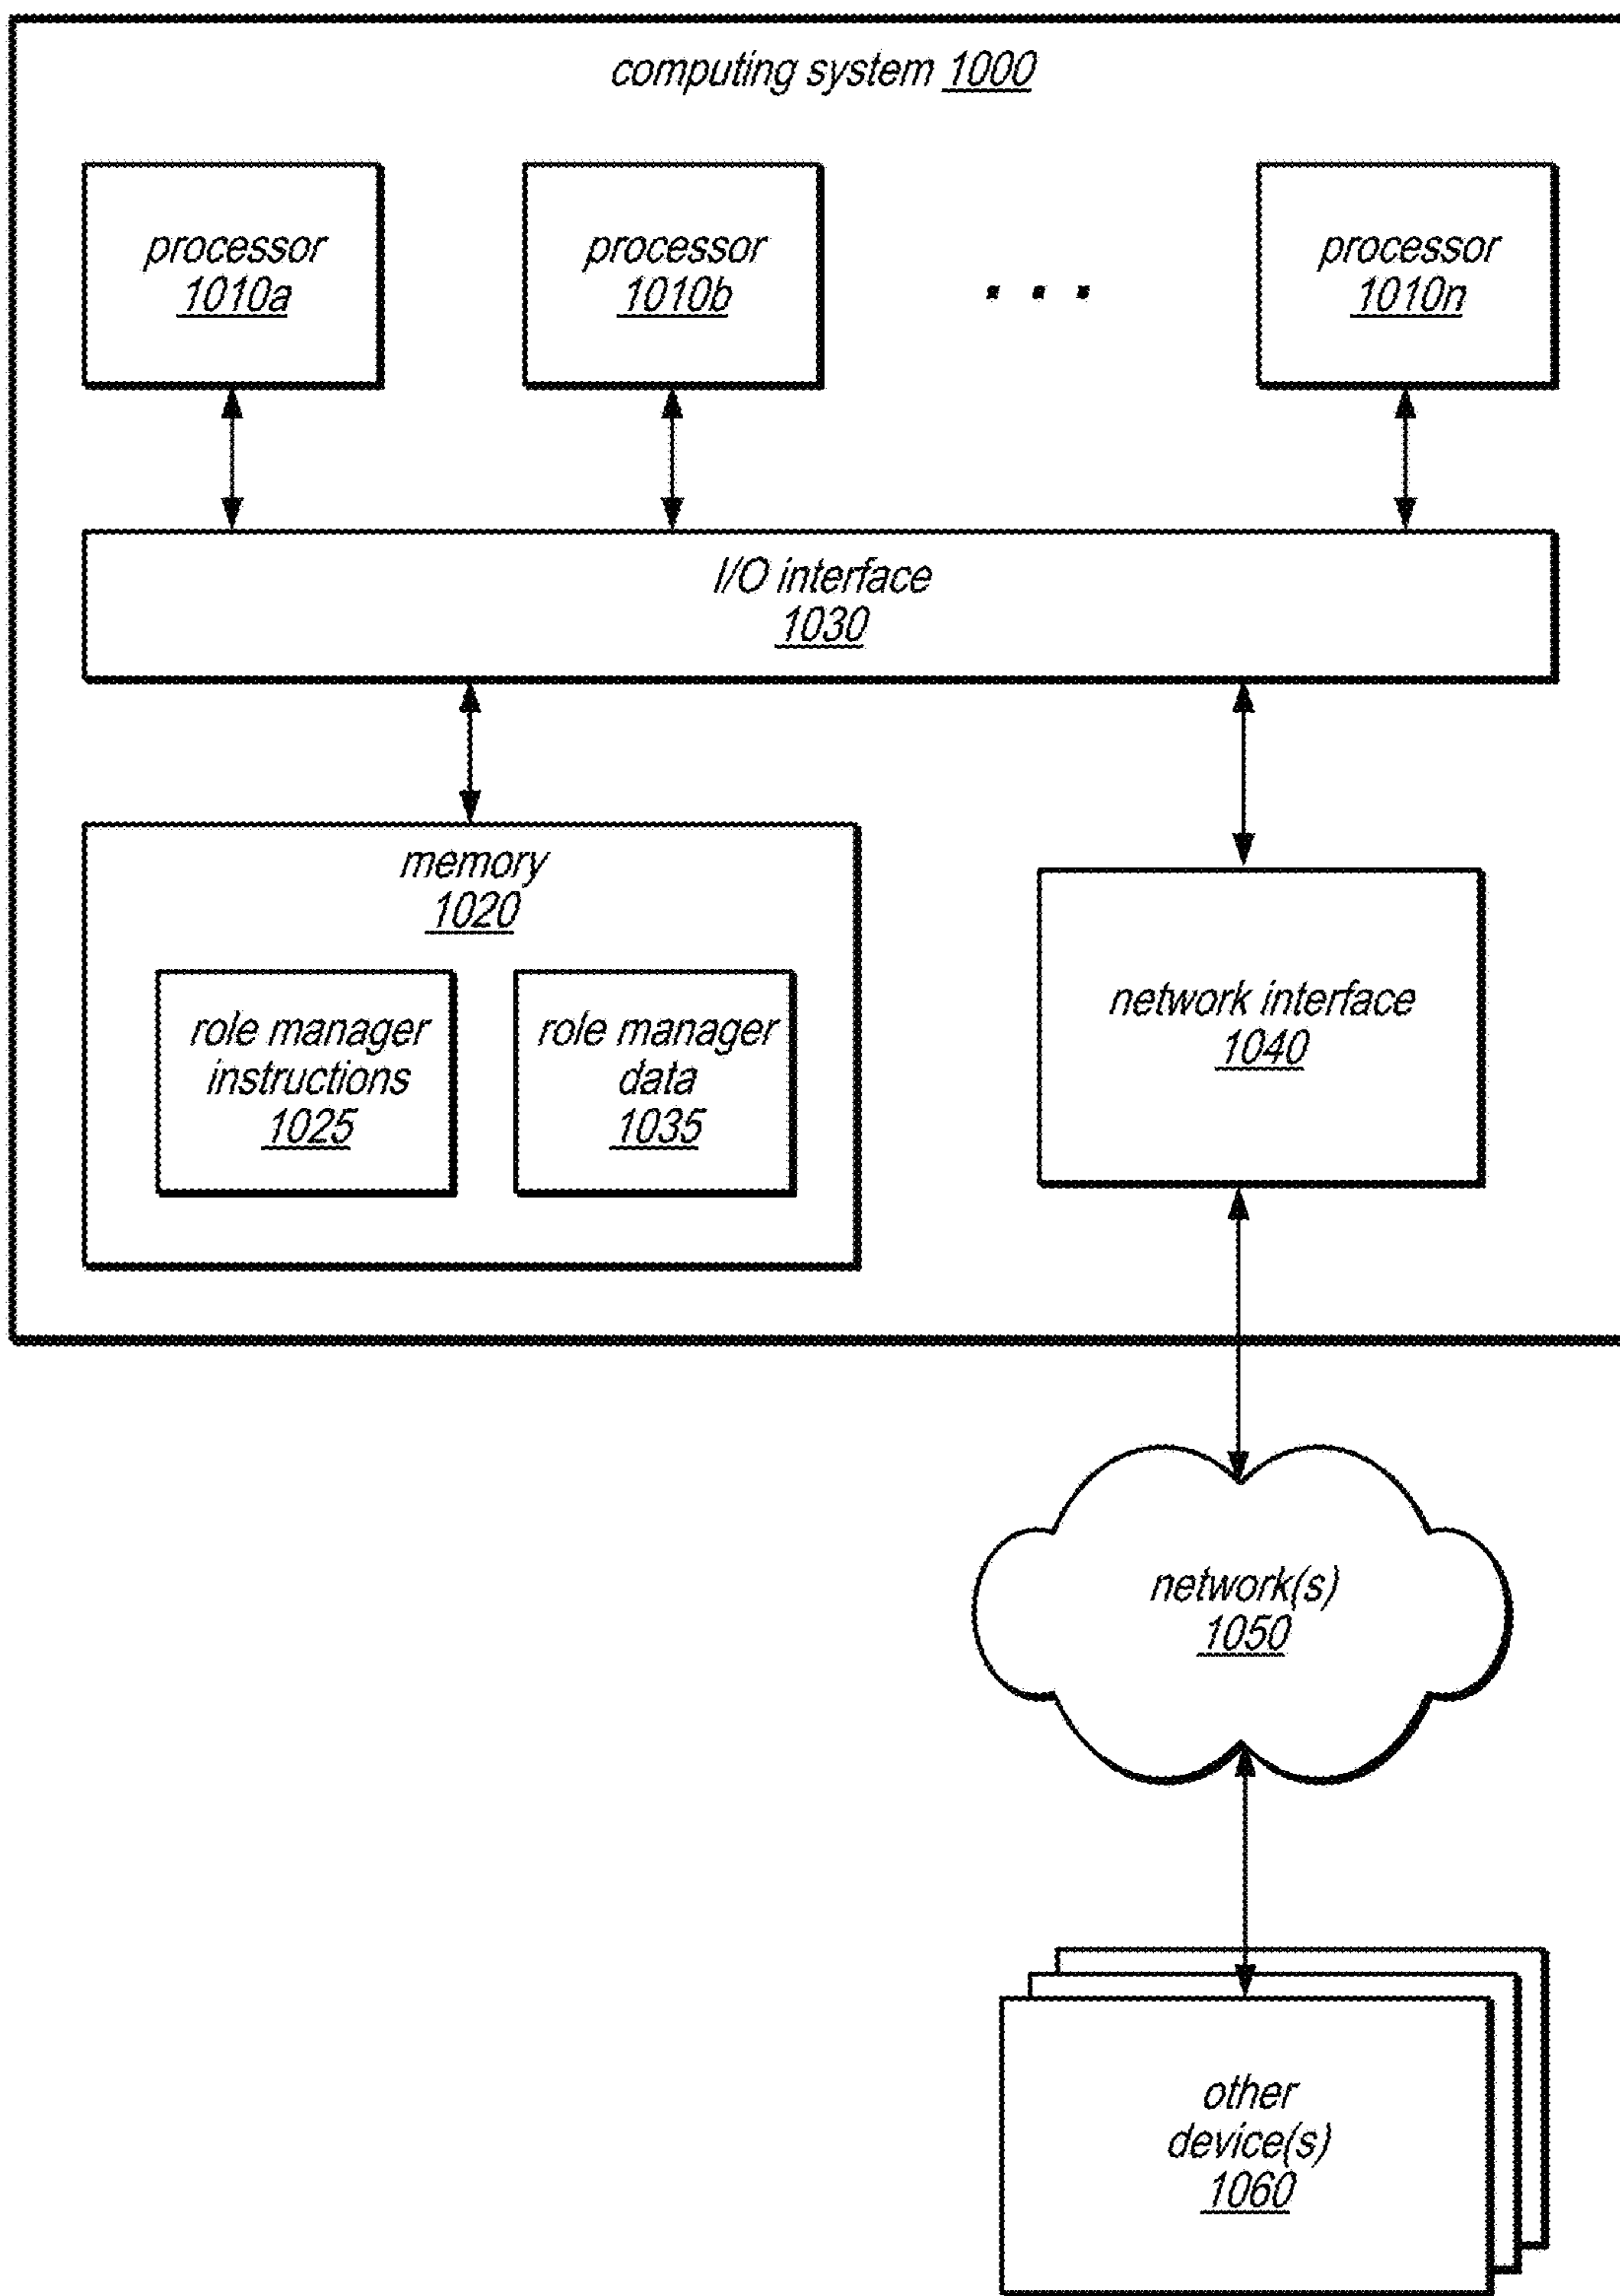 computing system 1000
processor
1010a
processor
1010b
. . .
processor
1010n
I/O interface
1030
memory
1020
role manager
instructions
1025
role manager
data
1035
network interface
1040
network(s)
1050
other
device(s)
1060